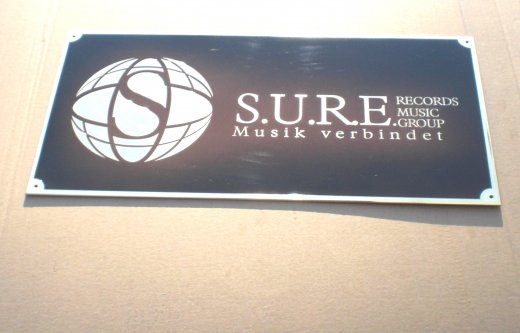 S
S.U.R.E. RECORDS
MUSIC
GROUP
Musik verbindet